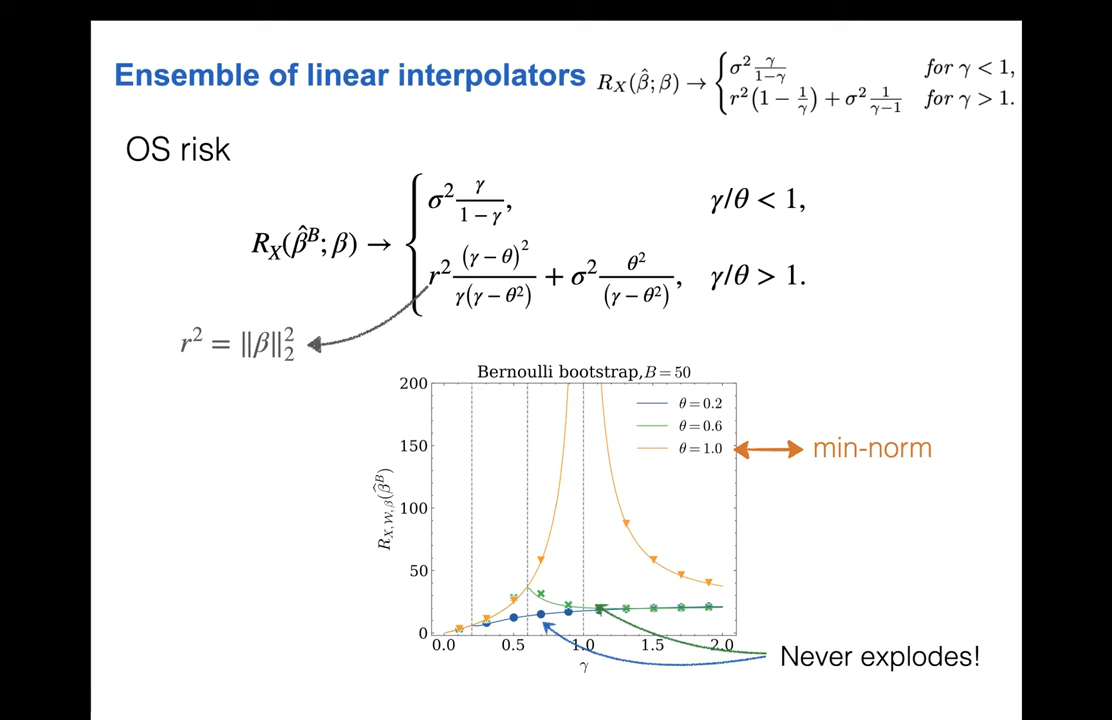 Ensemble of linear interpolators R_X(β̂; β) → { σ² γ/(1−γ) for γ < 1,
r²(1 − 1/γ) + σ² 1/(γ−1) for γ > 1.
OS risk
R_X(β̂^B; β) → { σ² γ/(1 − γ), γ/θ < 1,
r² (γ − θ)²/(γ(γ − θ²)) + σ² θ²/((γ − θ²)), γ/θ > 1.
r² = ‖β‖₂²
Bernoulli bootstrap, B = 50
200
150
100
50
0
R_{X,W,β}(β̂^B)
θ = 0.2
θ = 0.6
θ = 1.0
min-norm
0.0 0.5 1.0 1.5 2.0
γ
Never explodes!